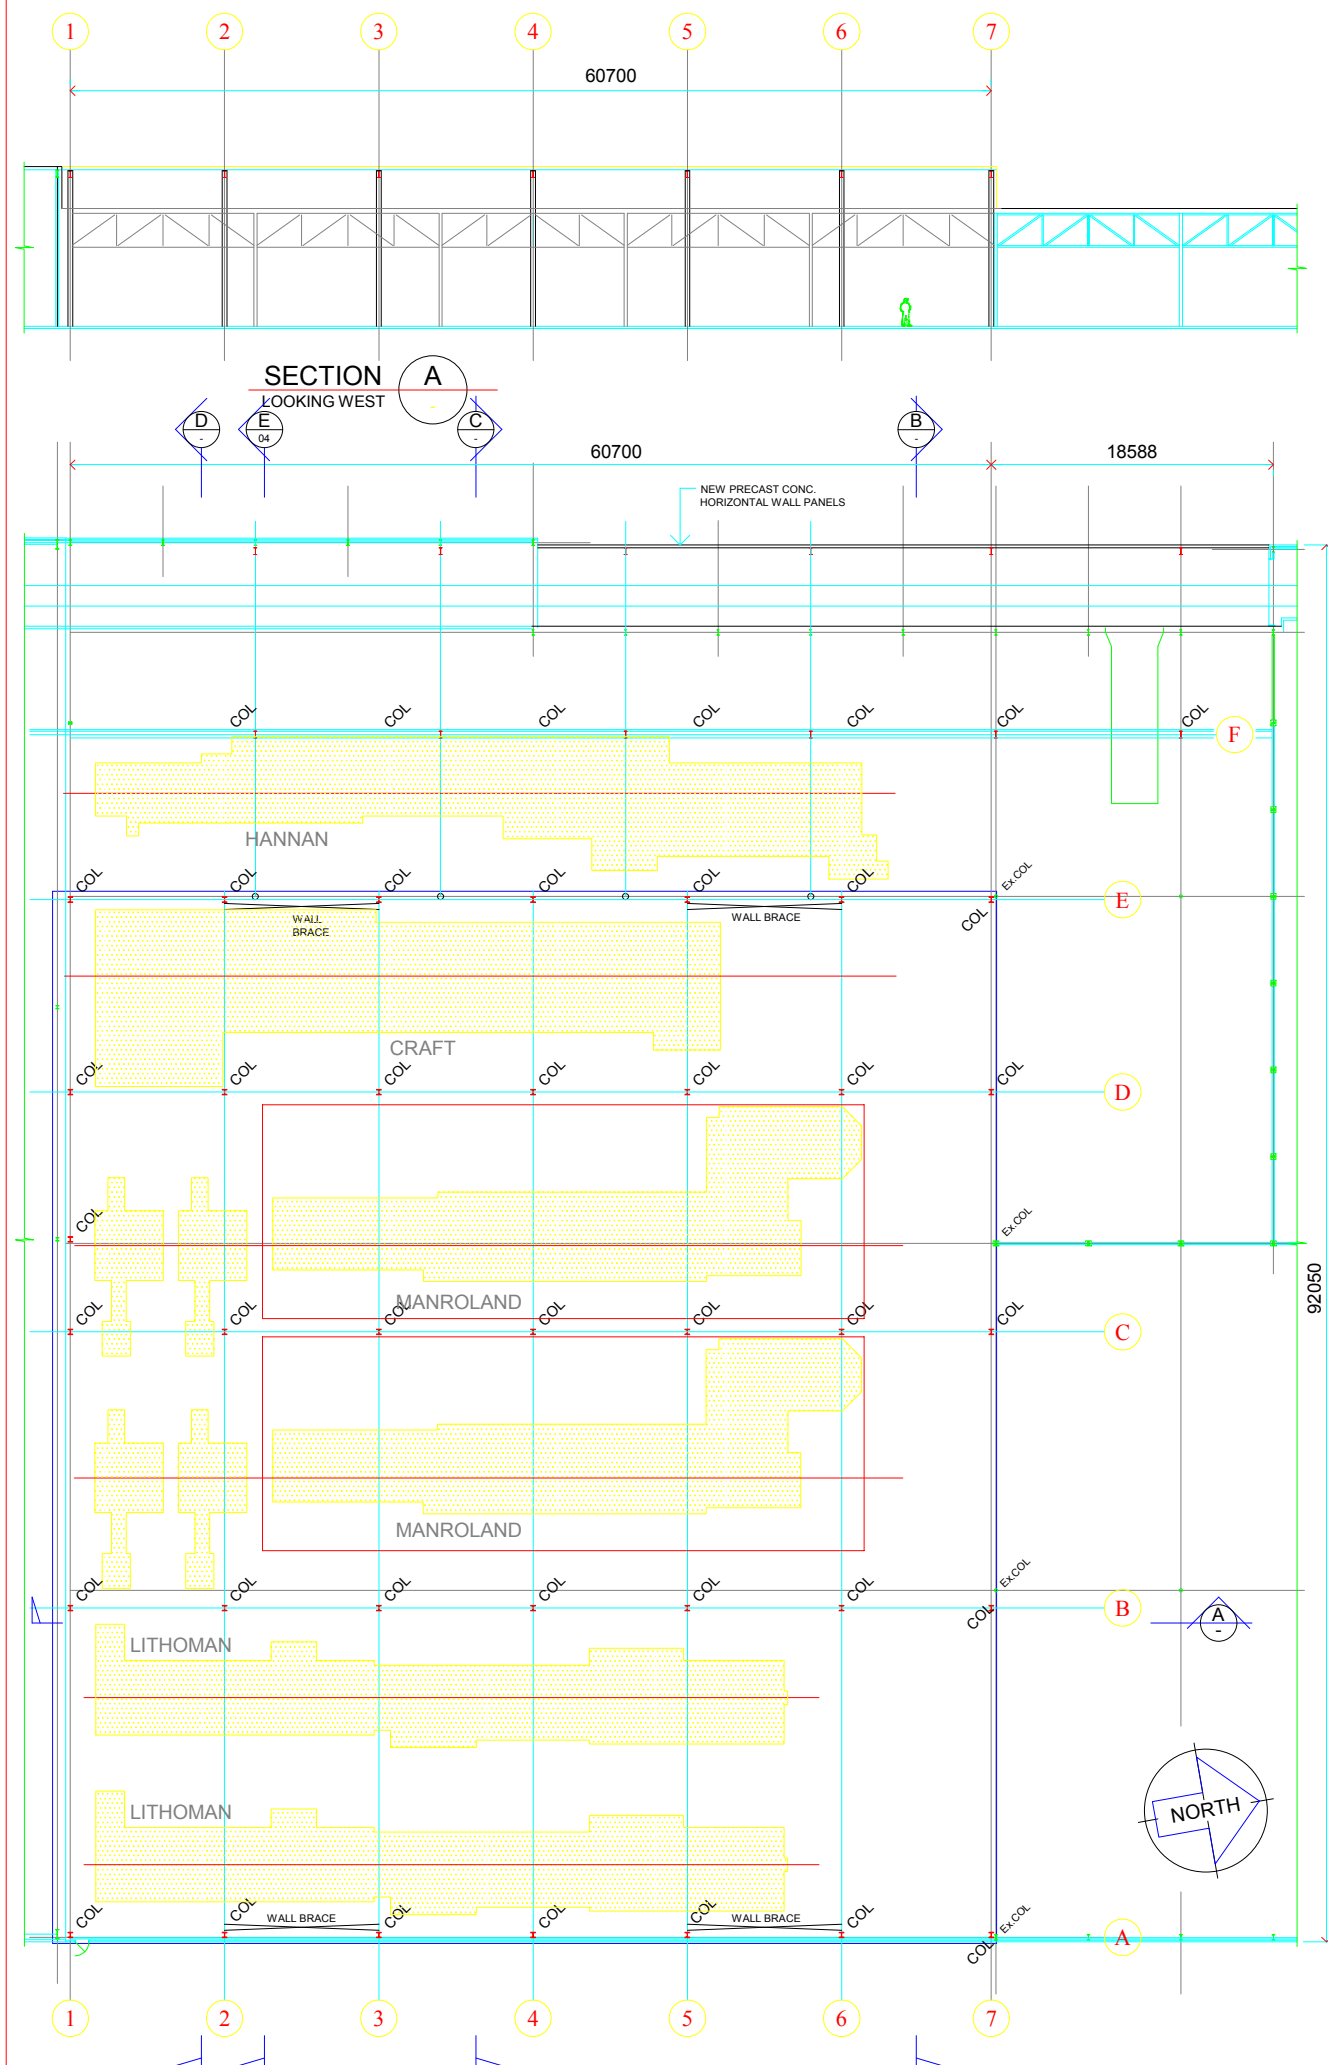 1 2 3 4 5 6 7
60700
SECTION A
LOOKING WEST -
D E C B
- 04 - -
60700 18588
NEW PRECAST CONC.
HORIZONTAL WALL PANELS
COL COL COL COL COL COL
F
HANNAN
COL COL COL COL COL COL Ex.COL
E
WALL
BRACE
WALL BRACE
COL
CRAFT
COL COL COL COL COL COL COL
D
COL
Ex.COL
92050
MANROLAND
COL COL COL COL COL COL COL
C
MANROLAND
COL COL COL COL COL COL Ex.COL
COL
B
A
-
LITHOMAN
LITHOMAN
NORTH
COL COL COL COL COL COL Ex.COL
WALL BRACE
WALL BRACE
COL
A
1 2 3 4 5 6 7